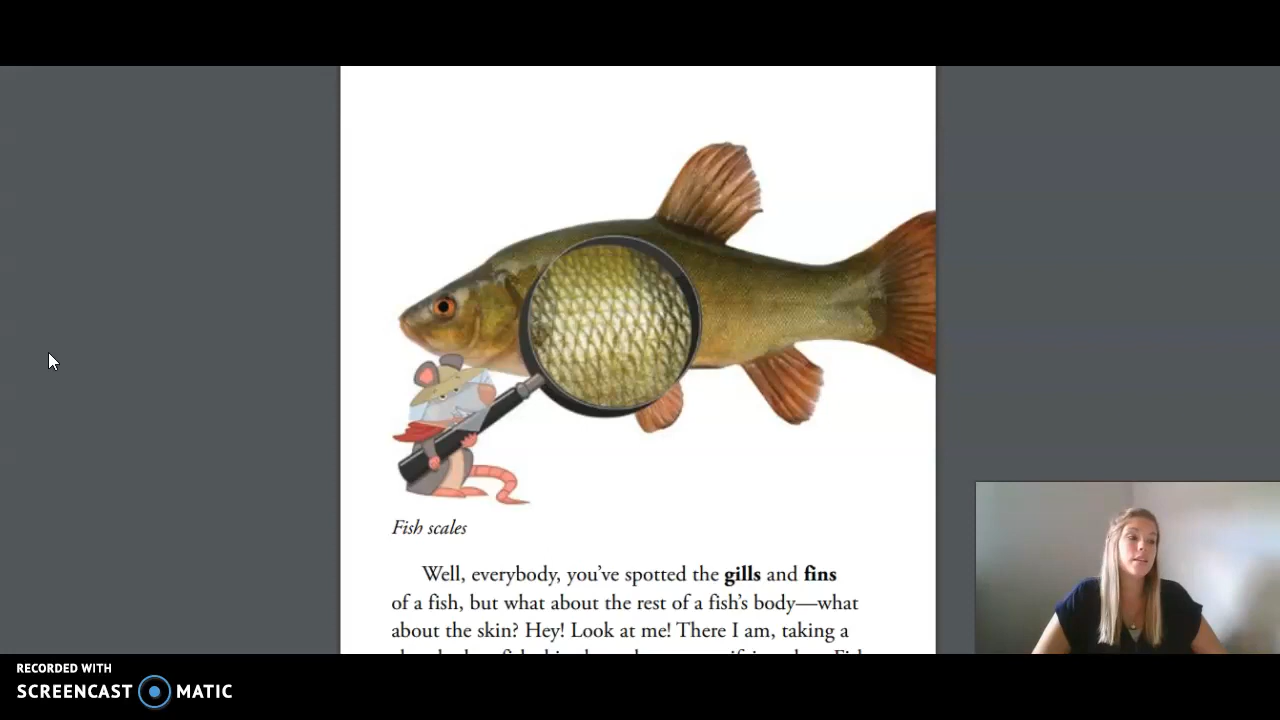 Fish scales
Well, everybody, you’ve spotted the gills and fins
of a fish, but what about the rest of a fish’s body—what
about the skin? Hey! Look at me! There I am, taking a
RECORDED WITH
SCREENCAST MATIC